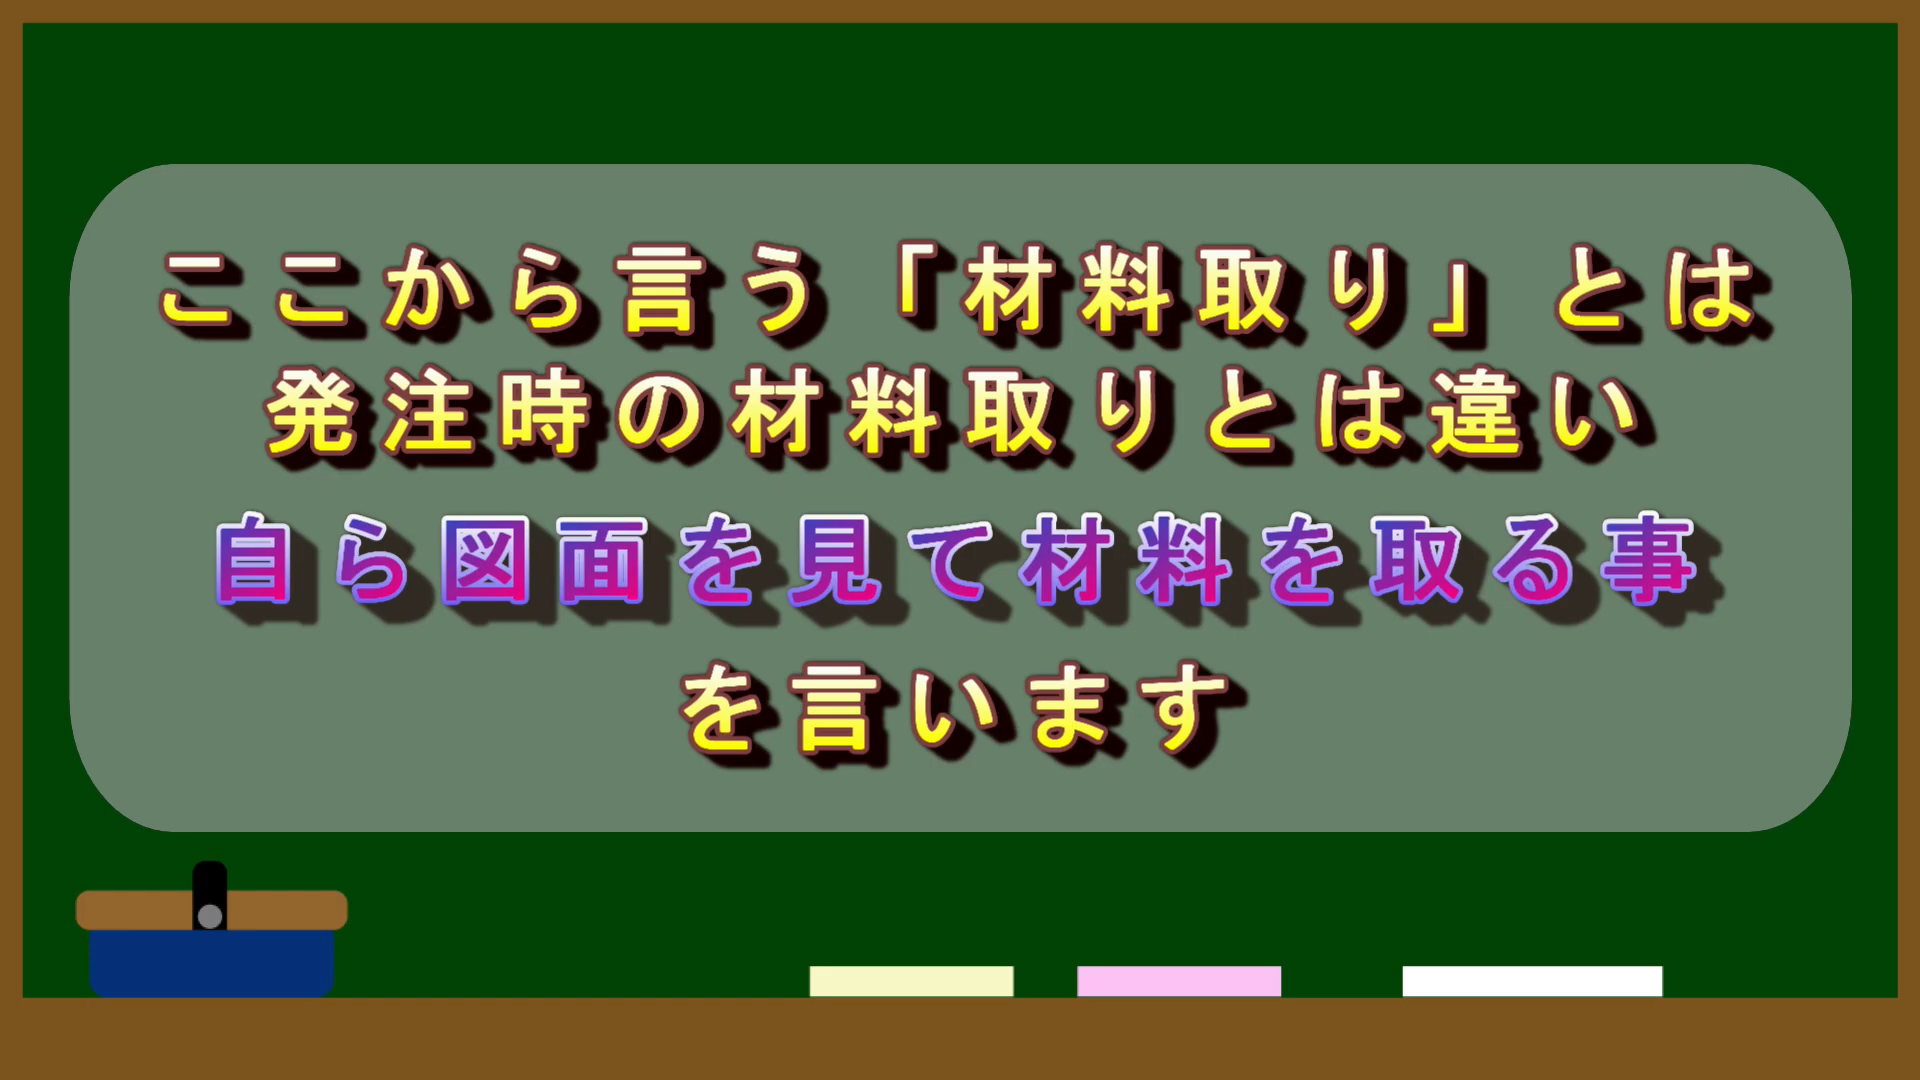 ここから言う「材料取り」とは
発注時の材料取りとは違い
自ら図面を見て材料を取る事
を言います